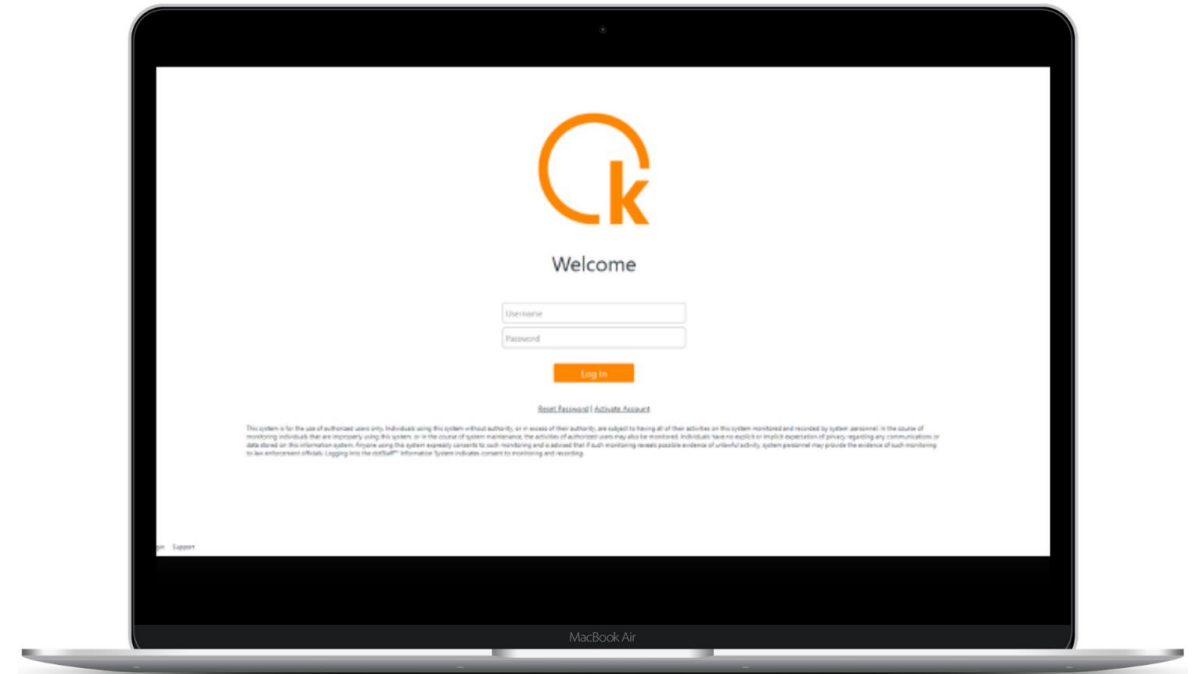 k
Welcome
Username
Password
Log In
Reset Password | Activate Account
This system is for the use of authorized users only. Individuals using this system without authority, or in excess of their authority, are subject to having all of their activities on this system monitored and recorded by system personnel. In the course of
monitoring individuals that are improperly using this system, or in the course of system maintenance, the activities of authorized users may also be monitored. Individuals have no explicit or implicit expectation of privacy regarding any communications or
data stored on this information system. Anyone using this system expressly consents to such monitoring and is advised that if such monitoring reveals possible evidence of unlawful activity, system personnel may provide the evidence of such monitoring
to law enforcement officials. Logging into the Information System indicates consent to monitoring and recording.
Support
MacBook Air